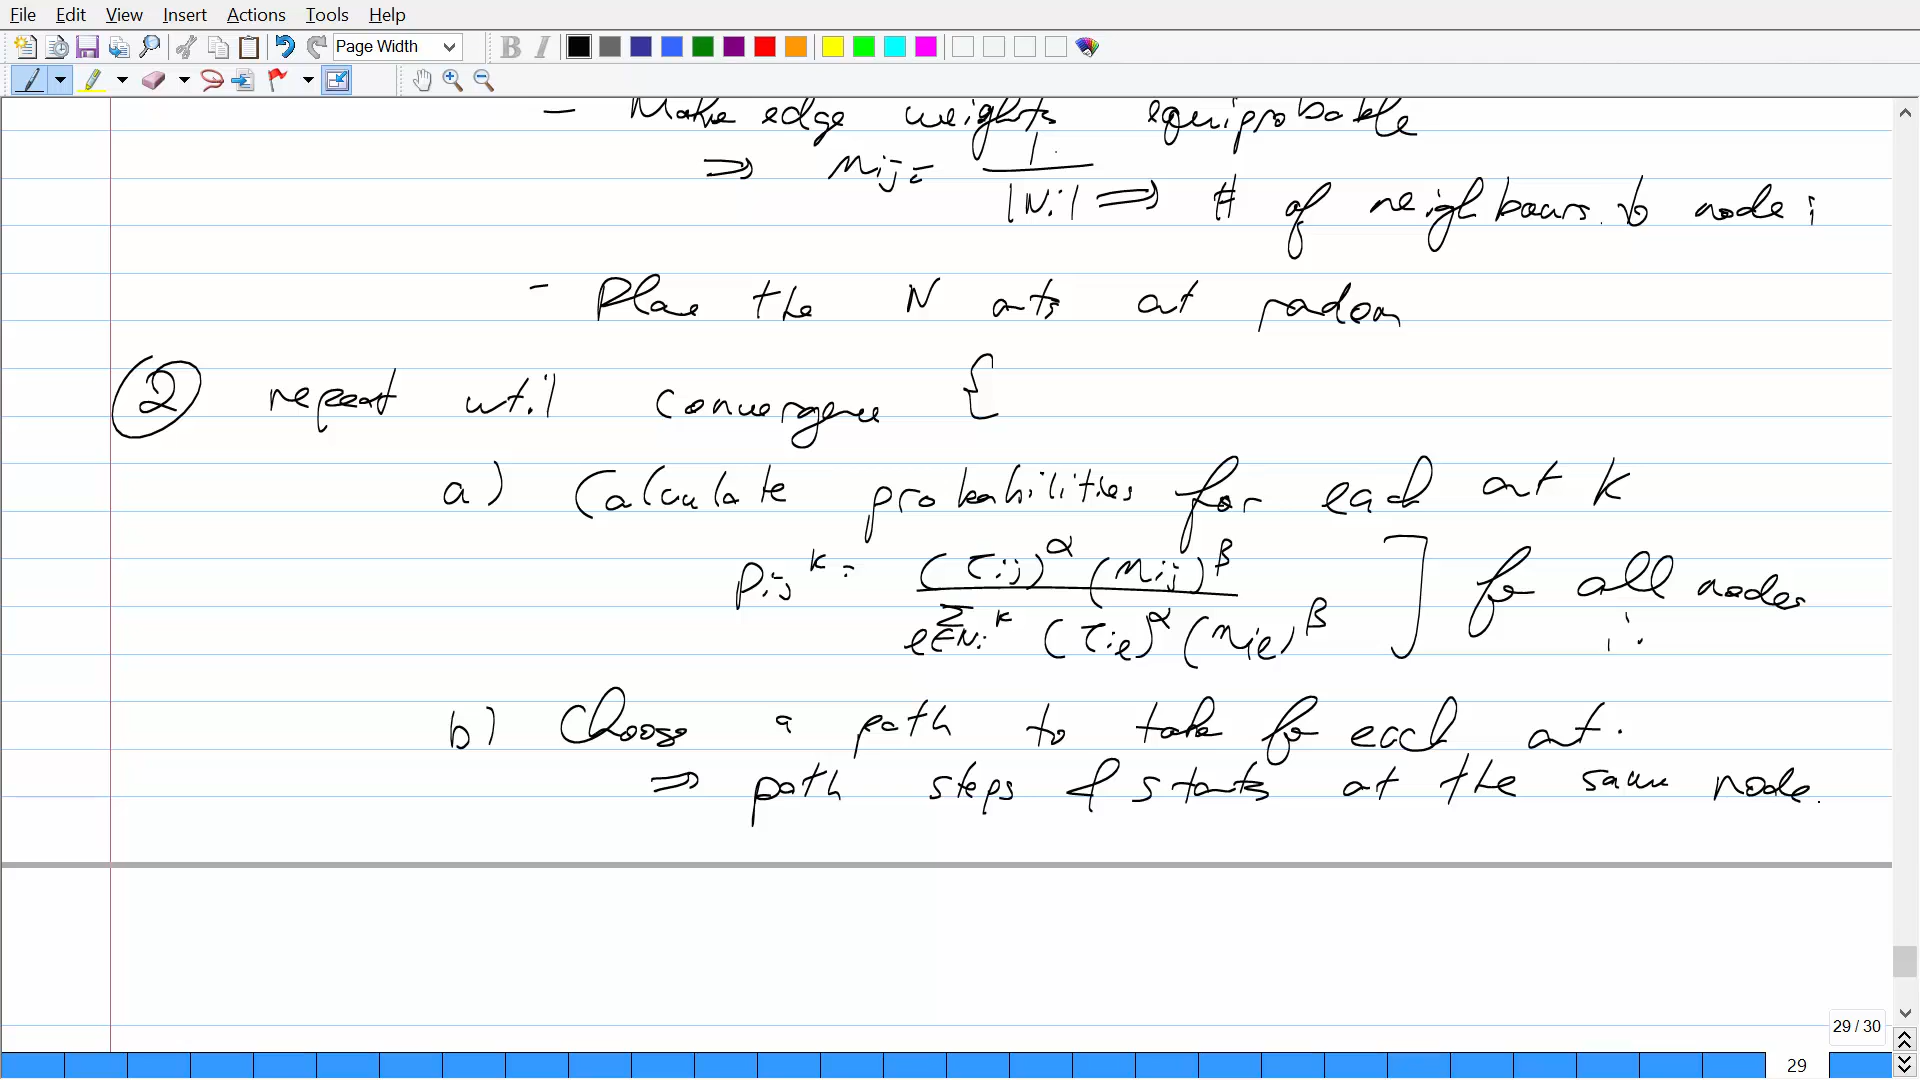 File Edit View Insert Actions Tools Help
Page Width
B I
- Make edge weights equiprobable
⇒ ηij = 1 / |Ni| ⇒ # of neighbours to node i
- Place the N ants at random
② repeat until convergence {
a) Calculate probabilities for each ant k
Pij^k = (τij)^α (ηij)^β / Σ l∈Ni^k (τil)^α (ηil)^β ] for all nodes i.
b) Choose a path to take for each ant.
⇒ path steps & starts at the same node.
29 / 30
29